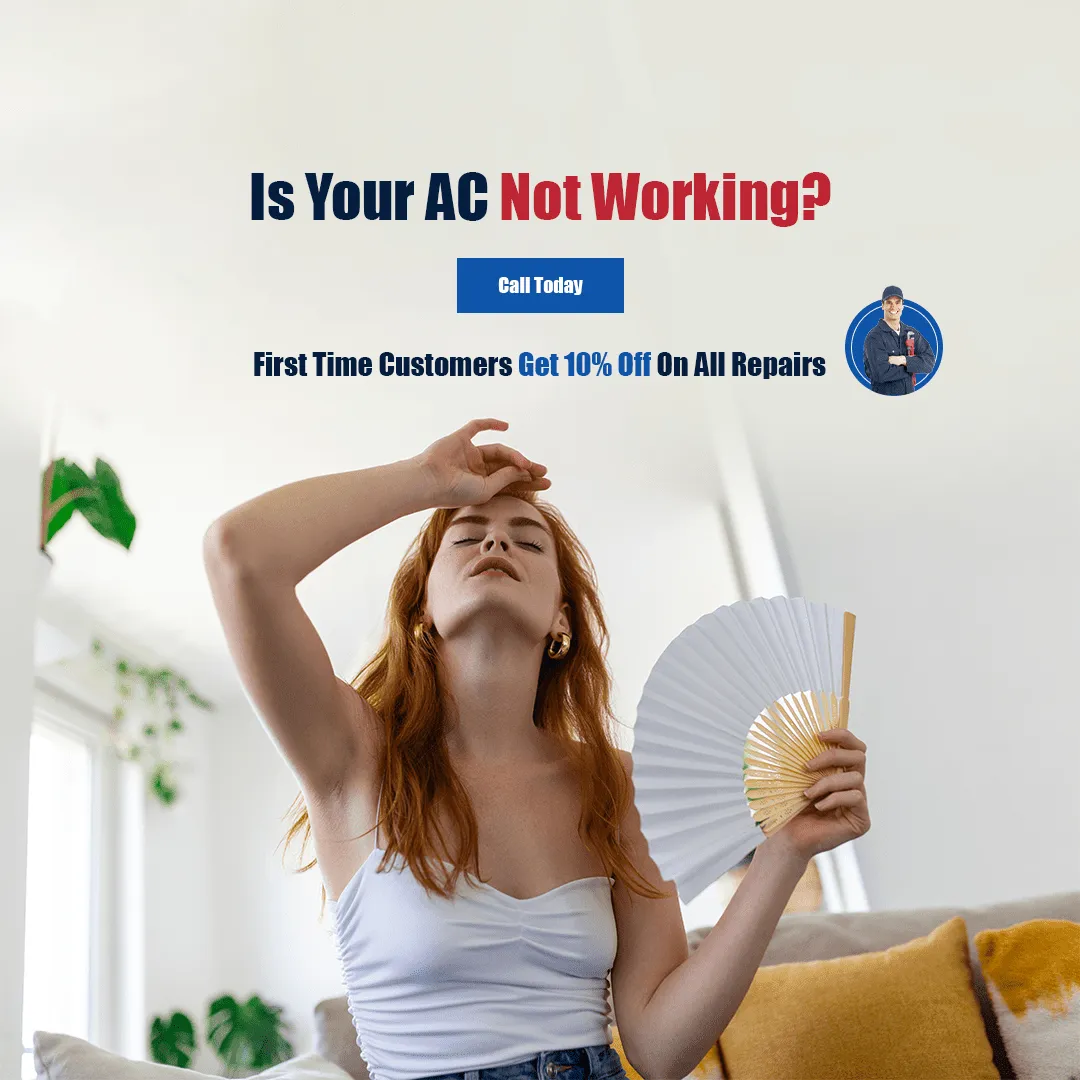 Is Your AC Not Working?
Call Today
First Time Customers Get 10% Off On All Repairs